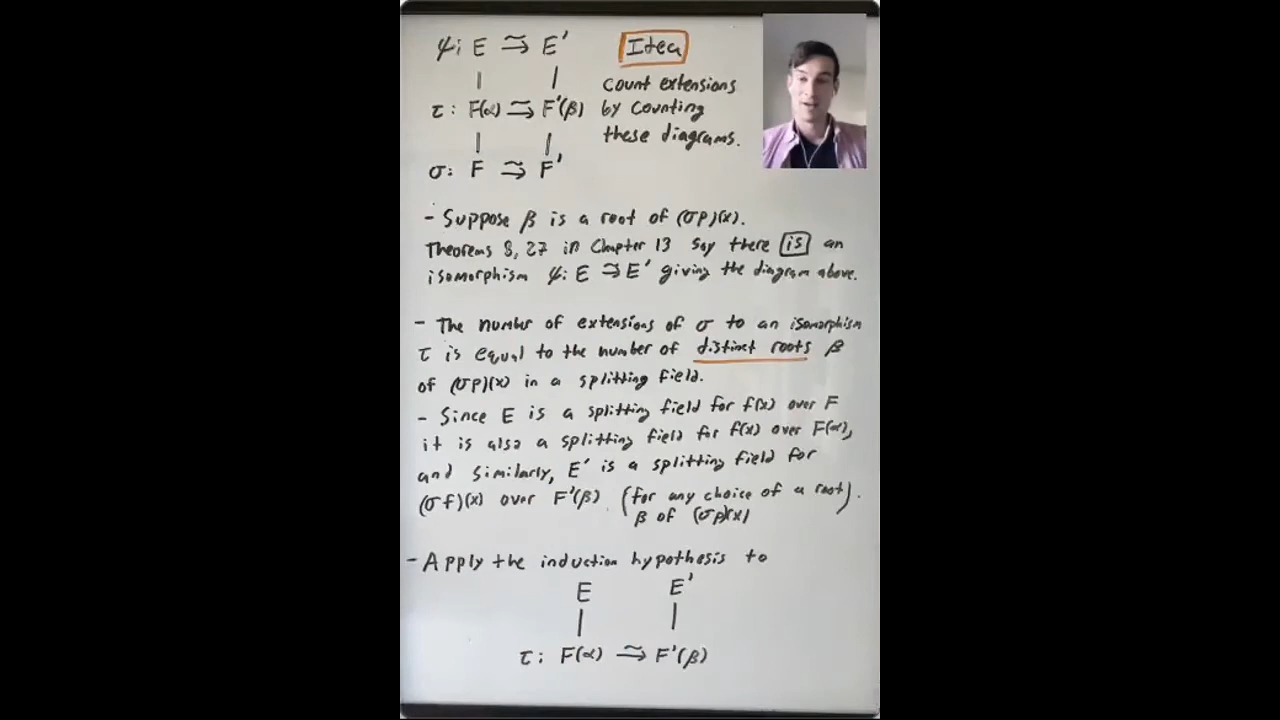 ψ: E ⥲ E' Idea
count extensions
τ: F(α) ⥲ F'(β) by counting
these diagrams.
σ: F ⥲ F'
- Suppose β is a root of (σp)(x).
Theorems 8, 27 in Chapter 13 say there is an
isomorphism ψ: E ⥲ E' giving the diagram above.
- The number of extensions of σ to an isomorphism
τ is equal to the number of distinct roots β
of (σp)(x) in a splitting field.
- Since E is a splitting field for f(x) over F
it is also a splitting field for f(x) over F(α),
and similarly, E' is a splitting field for
(σf)(x) over F'(β) (for any choice of a root).
β of (σp)(x)
- Apply the induction hypothesis to
E E'
τ: F(α) ⥲ F'(β)